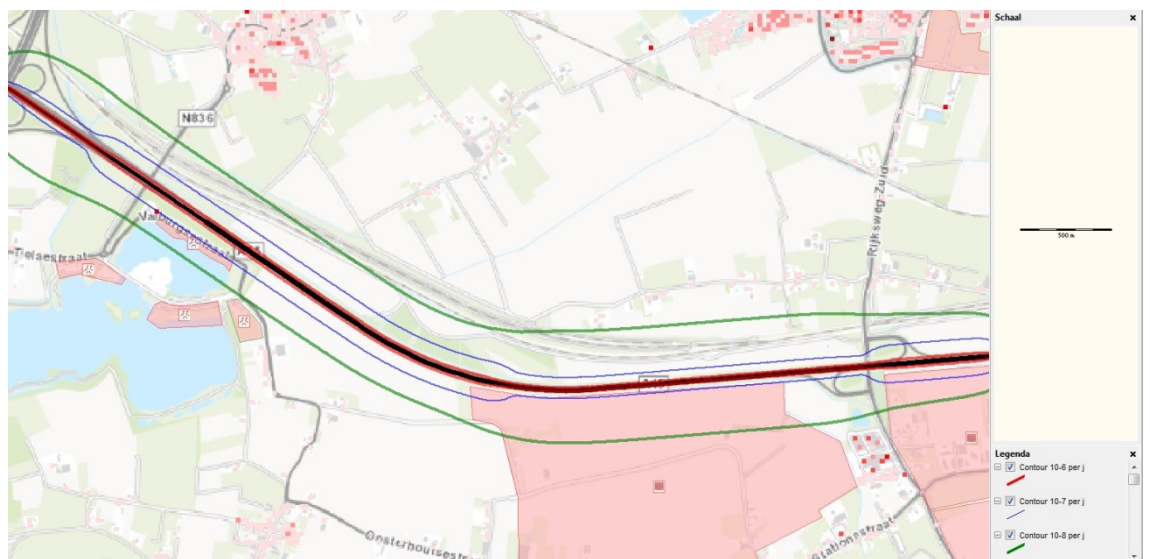 Schaal
N836
Rijksweg-Zuid
Tielsestraat
500 m
A15
Legenda
Contour 10-6 per j
Contour 10-7 per j
Contour 10-8 per j
Stationsstraat